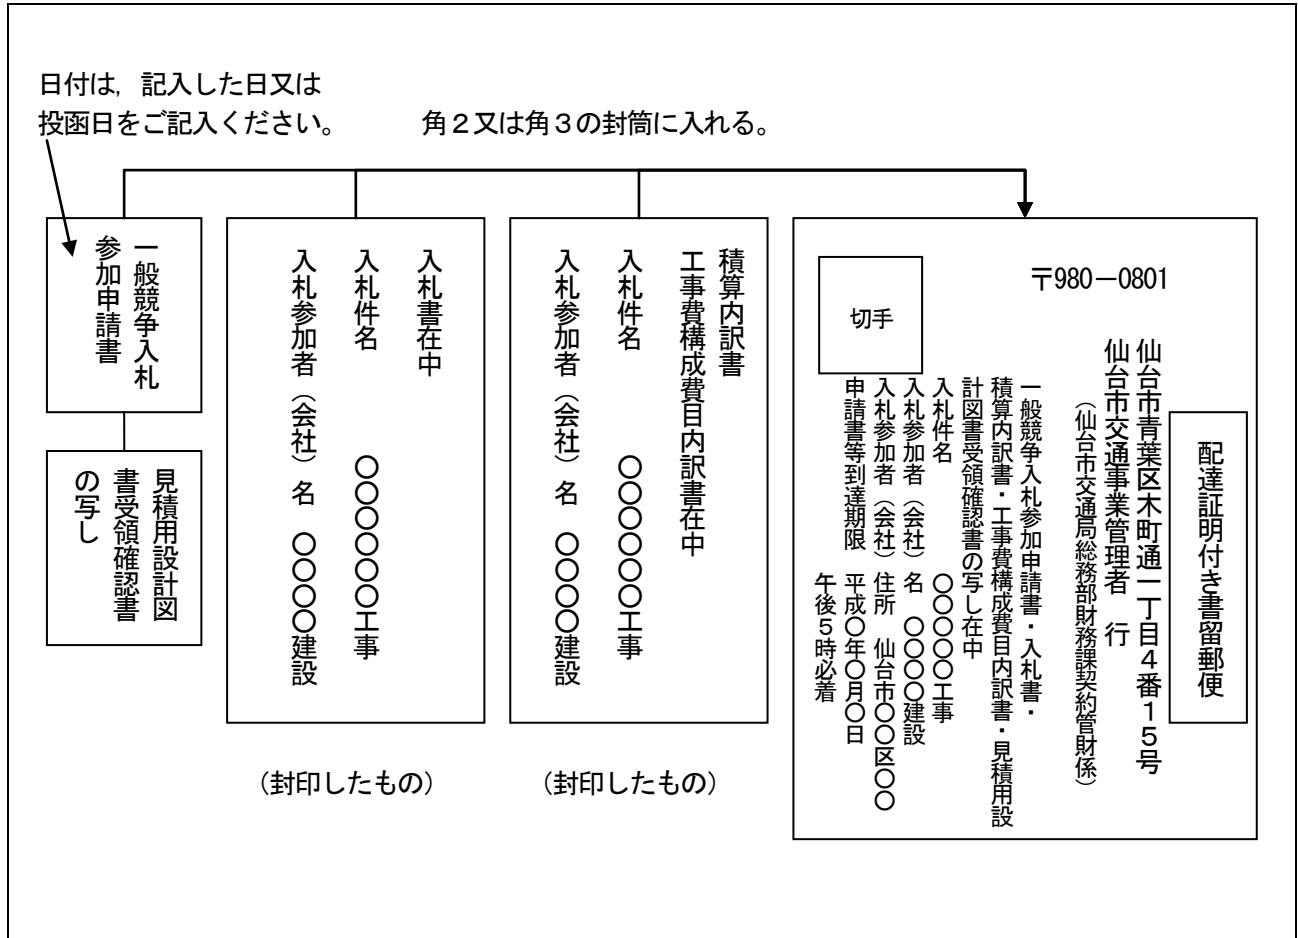 日付は，記入した日又は
投函日をご記入ください。
角２又は角３の封筒に入れる。
一般競争入札
参加申請書
見積用設計図
書受領確認書
の写し
入札書在中
入札件名　〇〇〇〇〇〇工事
入札参加者（会社）名　〇〇〇〇建設
（封印したもの）
積算内訳書
工事費構成費目内訳書在中
入札件名　〇〇〇〇〇〇工事
入札参加者（会社）名　〇〇〇〇建設
（封印したもの）
配達証明付き書留郵便
〒980－0801
仙台市青葉区木町通一丁目４番１５号
仙台市交通事業管理者　行
（仙台市交通局総務部財務課契約管財係）
切手
一般競争入札参加申請書・入札書・
積算内訳書・工事費構成費目内訳書・見積用設
計図書受領確認書の写し在中
入札件名　〇〇〇〇〇工事
入札参加者（会社）名　〇〇〇〇建設
入札参加者（会社）住所　仙台市〇〇区〇〇
申請書等到達期限　平成〇年〇月〇日
午後５時必着